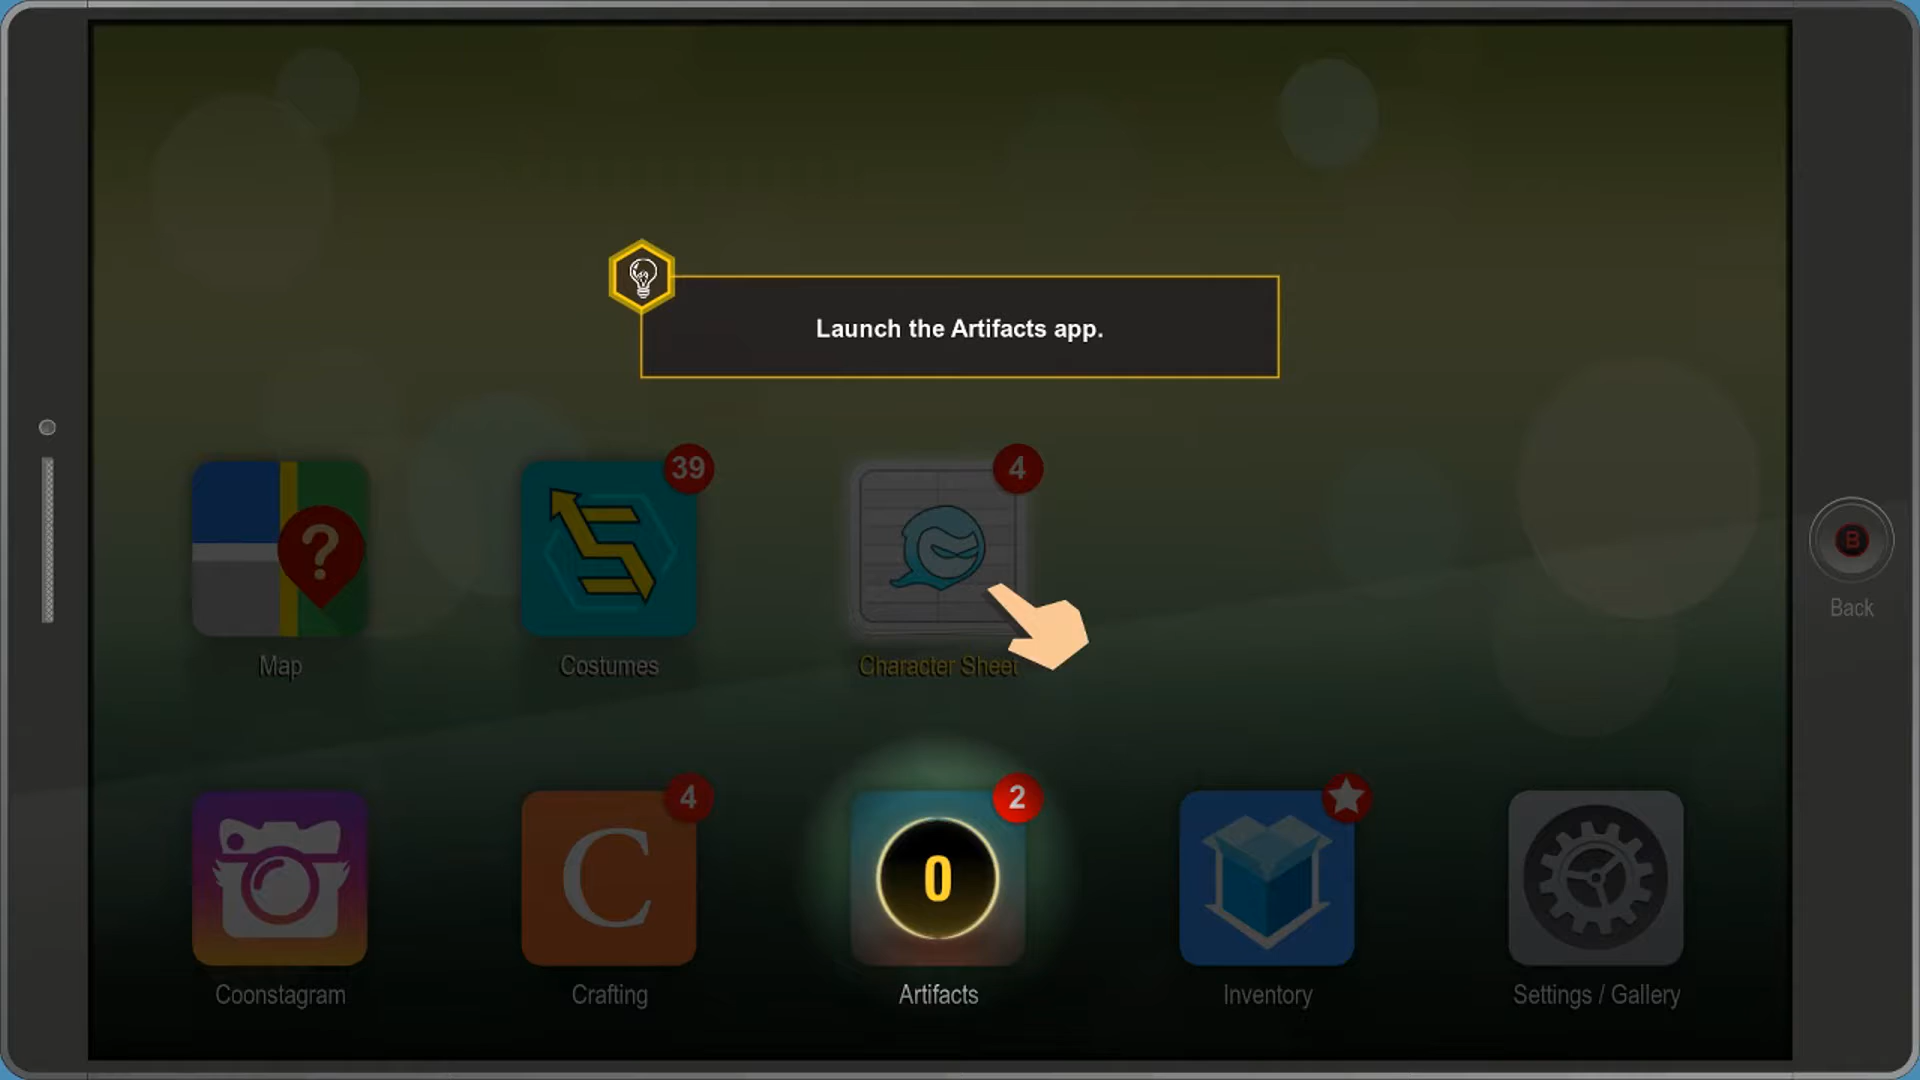 Launch the Artifacts app.
39
4
?
B
Map
Costumes
Character Sheet
Back
4
2
C
0
Coonstagram
Crafting
Artifacts
Inventory
Settings / Gallery